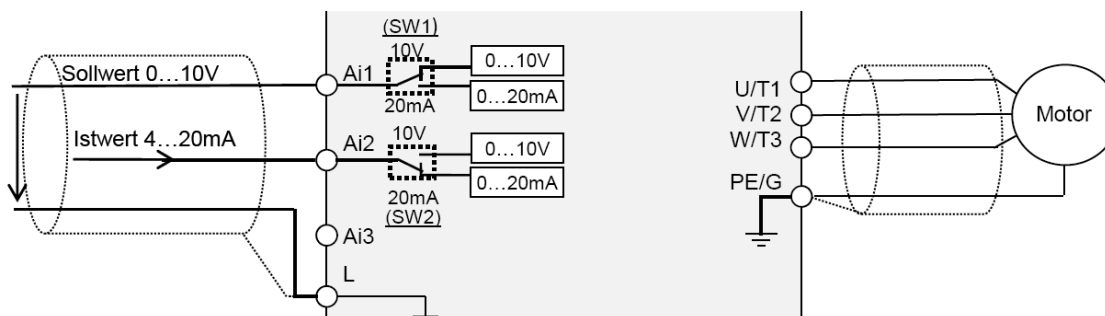 (SW1)
10V
0...10V
Sollwert 0...10V
Ai1
20mA
0...20mA
U/T1
V/T2
Motor
Istwert 4...20mA
Ai2
10V
0...10V
W/T3
0...20mA
PE/G
20mA
(SW2)
Ai3
L